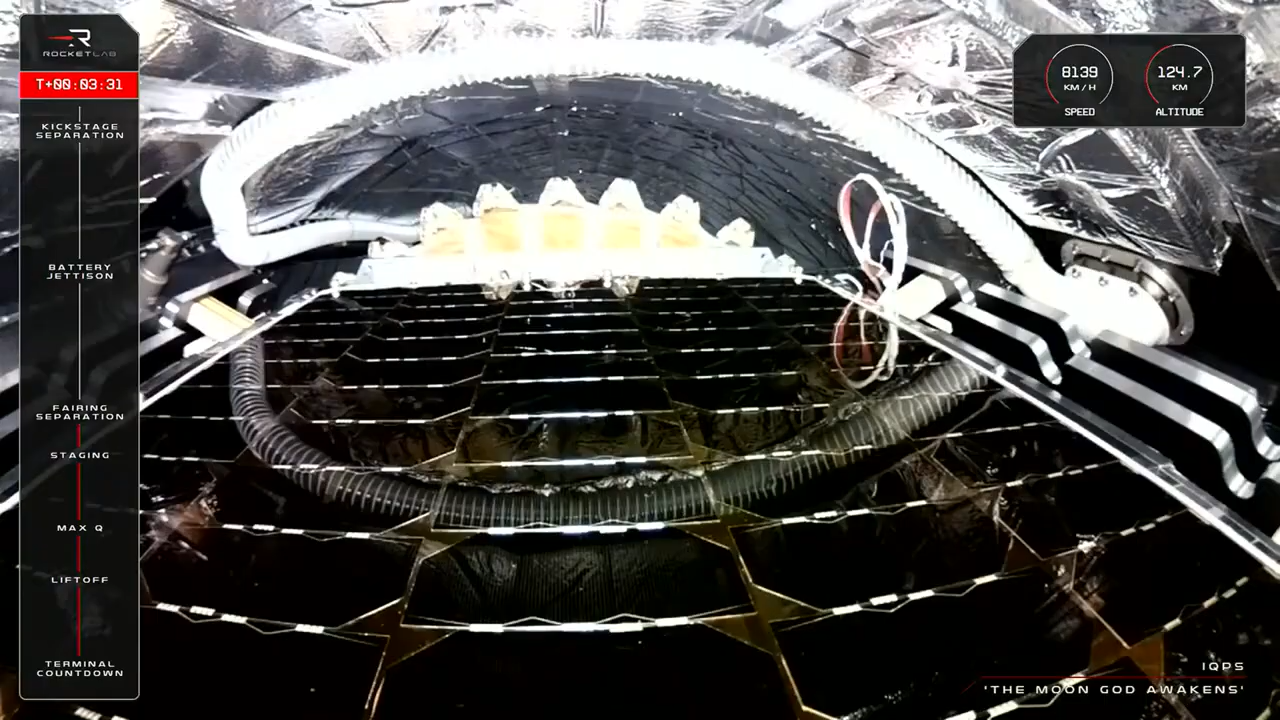 ROCKETLAB
T+00:03:31
KICKSTAGE
SEPARATION
BATTERY
JETTISON
FAIRING
SEPARATION
STAGING
MAX Q
LIFTOFF
TERMINAL
COUNTDOWN
8139
KM/H
SPEED
124.7
KM
ALTITUDE
IQPS
'THE MOON GOD AWAKENS'